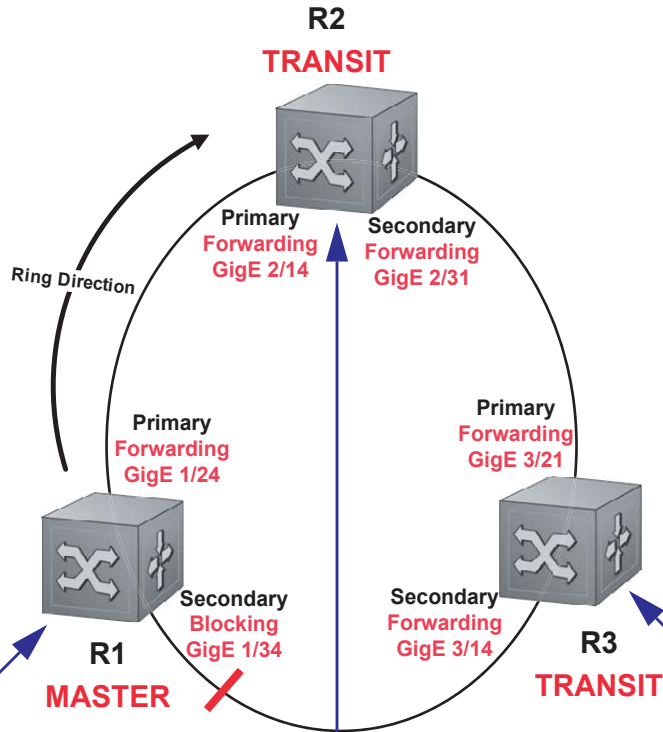 R2
TRANSIT
Primary
Forwarding
GigE 2/14
Secondary
Forwarding
GigE 2/31
Ring Direction
Primary
Forwarding
GigE 1/24
Primary
Forwarding
GigE 3/21
Secondary
Blocking
GigE 1/34
Secondary
Forwarding
GigE 3/14
R1
MASTER
R3
TRANSIT